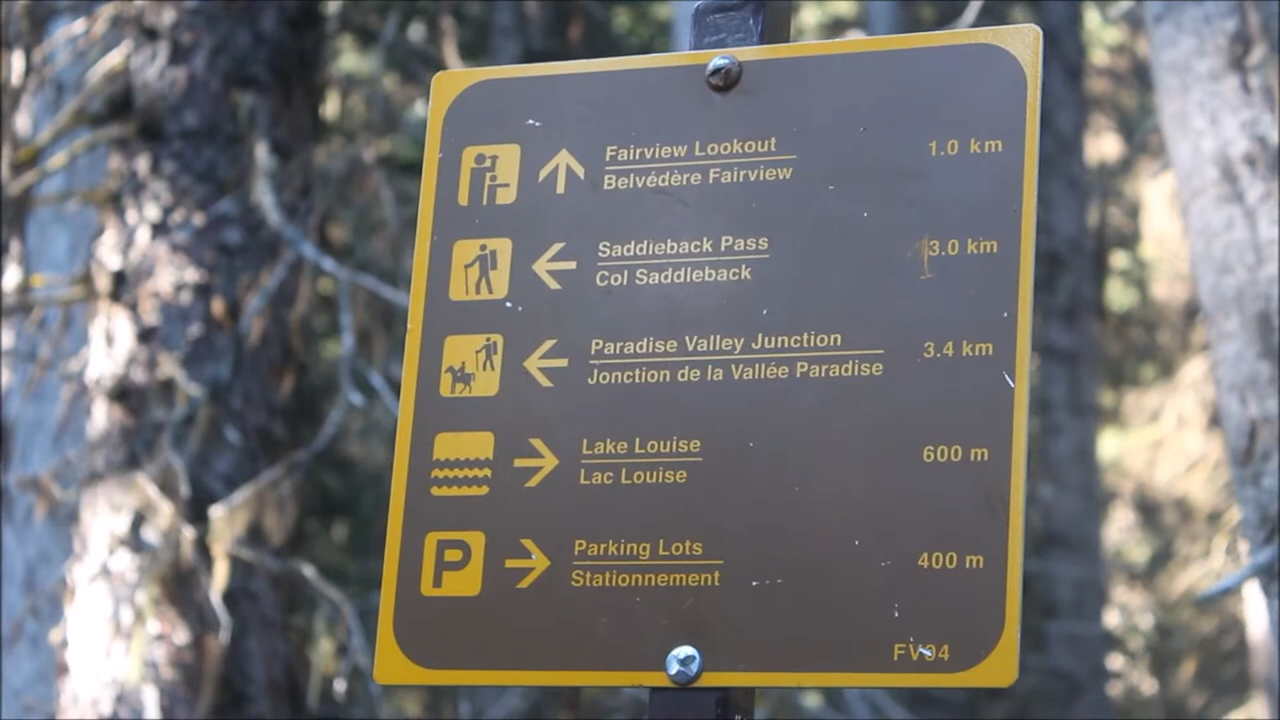 Fairview Lookout 1.0 km
Belvédère Fairview
Saddleback Pass 3.0 km
Col Saddleback
Paradise Valley Junction 3.4 km
Jonction de la Vallée Paradise
Lake Louise 600 m
Lac Louise
P Parking Lots 400 m
Stationnement